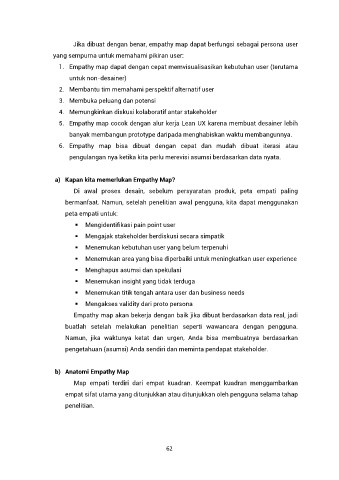 Jika dibuat dengan benar, empathy map dapat berfungsi sebagai persona user
yang sempurna untuk memahami pikiran user:
1. Empathy map dapat dengan cepat memvisualisasikan kebutuhan user (terutama
untuk non-desainer)
2. Membantu tim memahami perspektif alternatif user
3. Membuka peluang dan potensi
4. Memungkinkan diskusi kolaboratif antar stakeholder
5. Empathy map cocok dengan alur kerja Lean UX karena membuat desainer lebih
banyak membangun prototype daripada menghabiskan waktu membangunnya.
6. Empathy map bisa dibuat dengan cepat dan mudah dibuat iterasi atau
pengulangan nya ketika kita perlu merevisi asumsi berdasarkan data nyata.
a) Kapan kita memerlukan Empathy Map?
Di awal proses desain, sebelum persyaratan produk, peta empati paling
bermanfaat. Namun, setelah penelitian awal pengguna, kita dapat menggunakan
peta empati untuk:
▪ Mengidentifikasi pain point user
▪ Mengajak stakeholder berdiskusi secara simpatik
▪ Menemukan kebutuhan user yang belum terpenuhi
▪ Menemukan area yang bisa diperbaiki untuk meningkatkan user experience
▪ Menghapus asumsi dan spekulasi
▪ Menemukan insight yang tidak terduga
▪ Menemukan titik tengah antara user dan business needs
▪ Mengakses validity dari proto persona
Empathy map akan bekerja dengan baik jika dibuat berdasarkan data real, jadi
buatlah setelah melakukan penelitian seperti wawancara dengan pengguna.
Namun, jika waktunya ketat dan urgen, Anda bisa membuatnya berdasarkan
pengetahuan (asumsi) Anda sendiri dan meminta pendapat stakeholder.
b) Anatomi Empathy Map
Map empati terdiri dari empat kuadran. Keempat kuadran menggambarkan
empat sifat utama yang ditunjukkan atau ditunjukkan oleh pengguna selama tahap
penelitian.
62